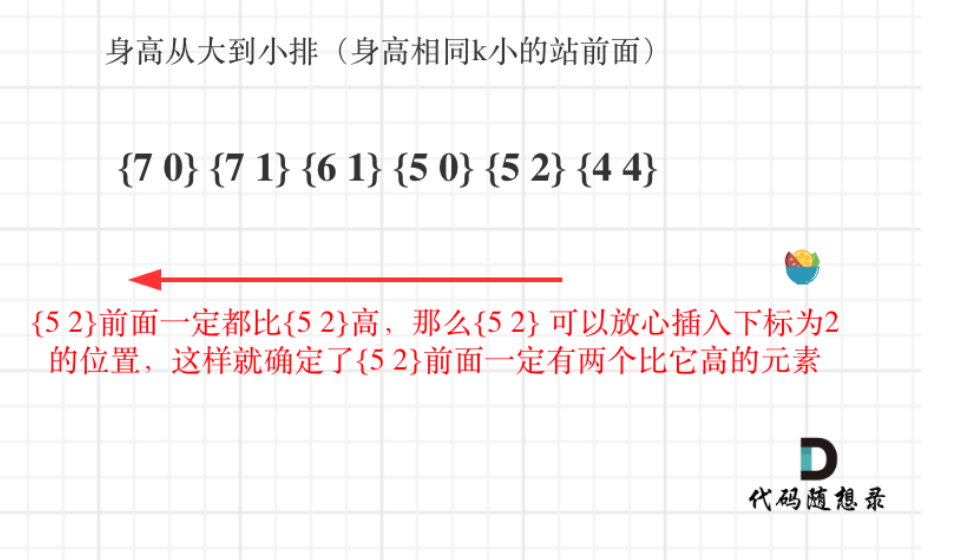 身高从大到小排（身高相同k小的站前面）
{7 0} {7 1} {6 1} {5 0} {5 2} {4 4}
{5 2}前面一定都比{5 2}高，那么{5 2} 可以放心插入下标为2
的位置，这样就确定了{5 2}前面一定有两个比它高的元素
代码随想录